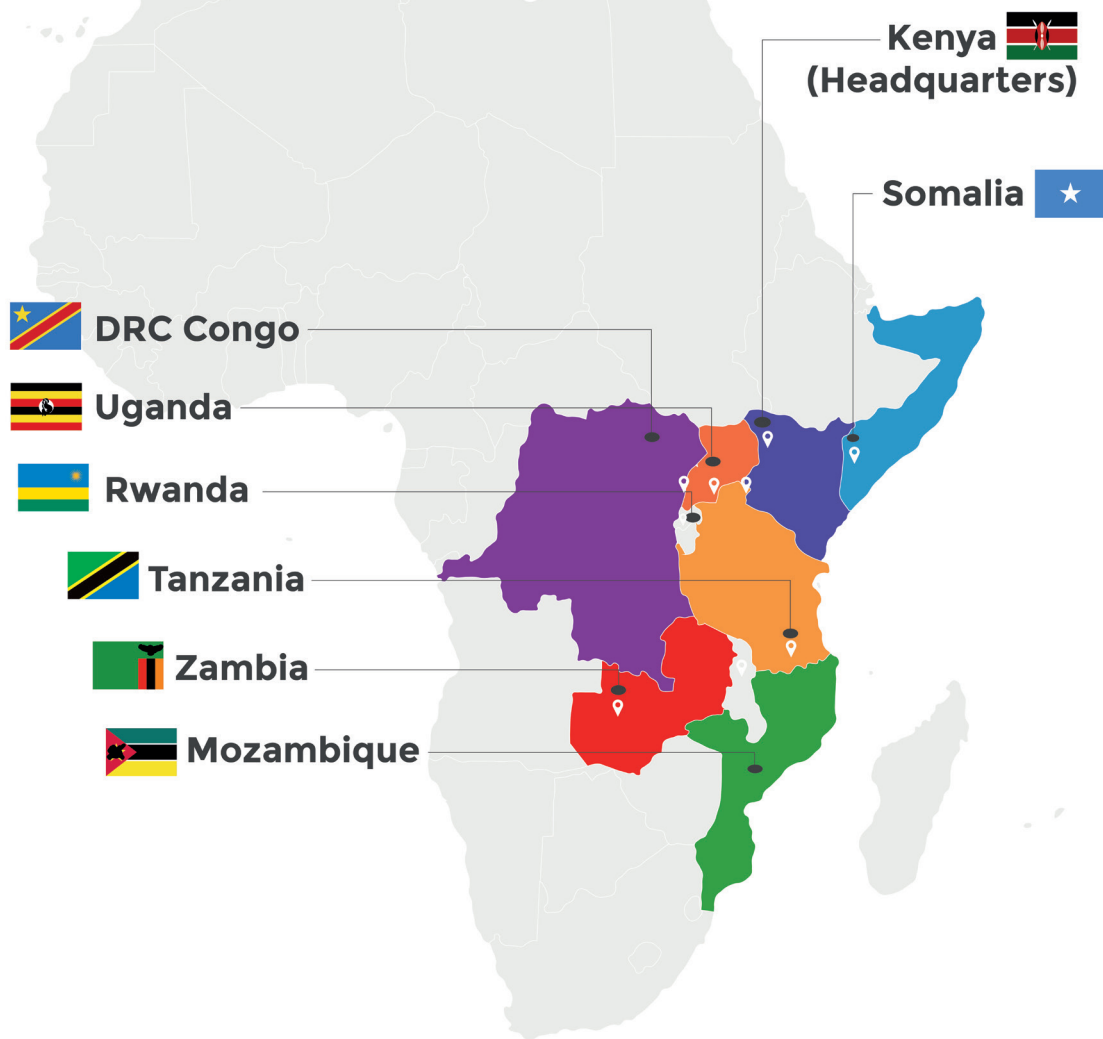 Kenya
(Headquarters)
Somalia
DRC Congo
Uganda
Rwanda
Tanzania
Zambia
Mozambique